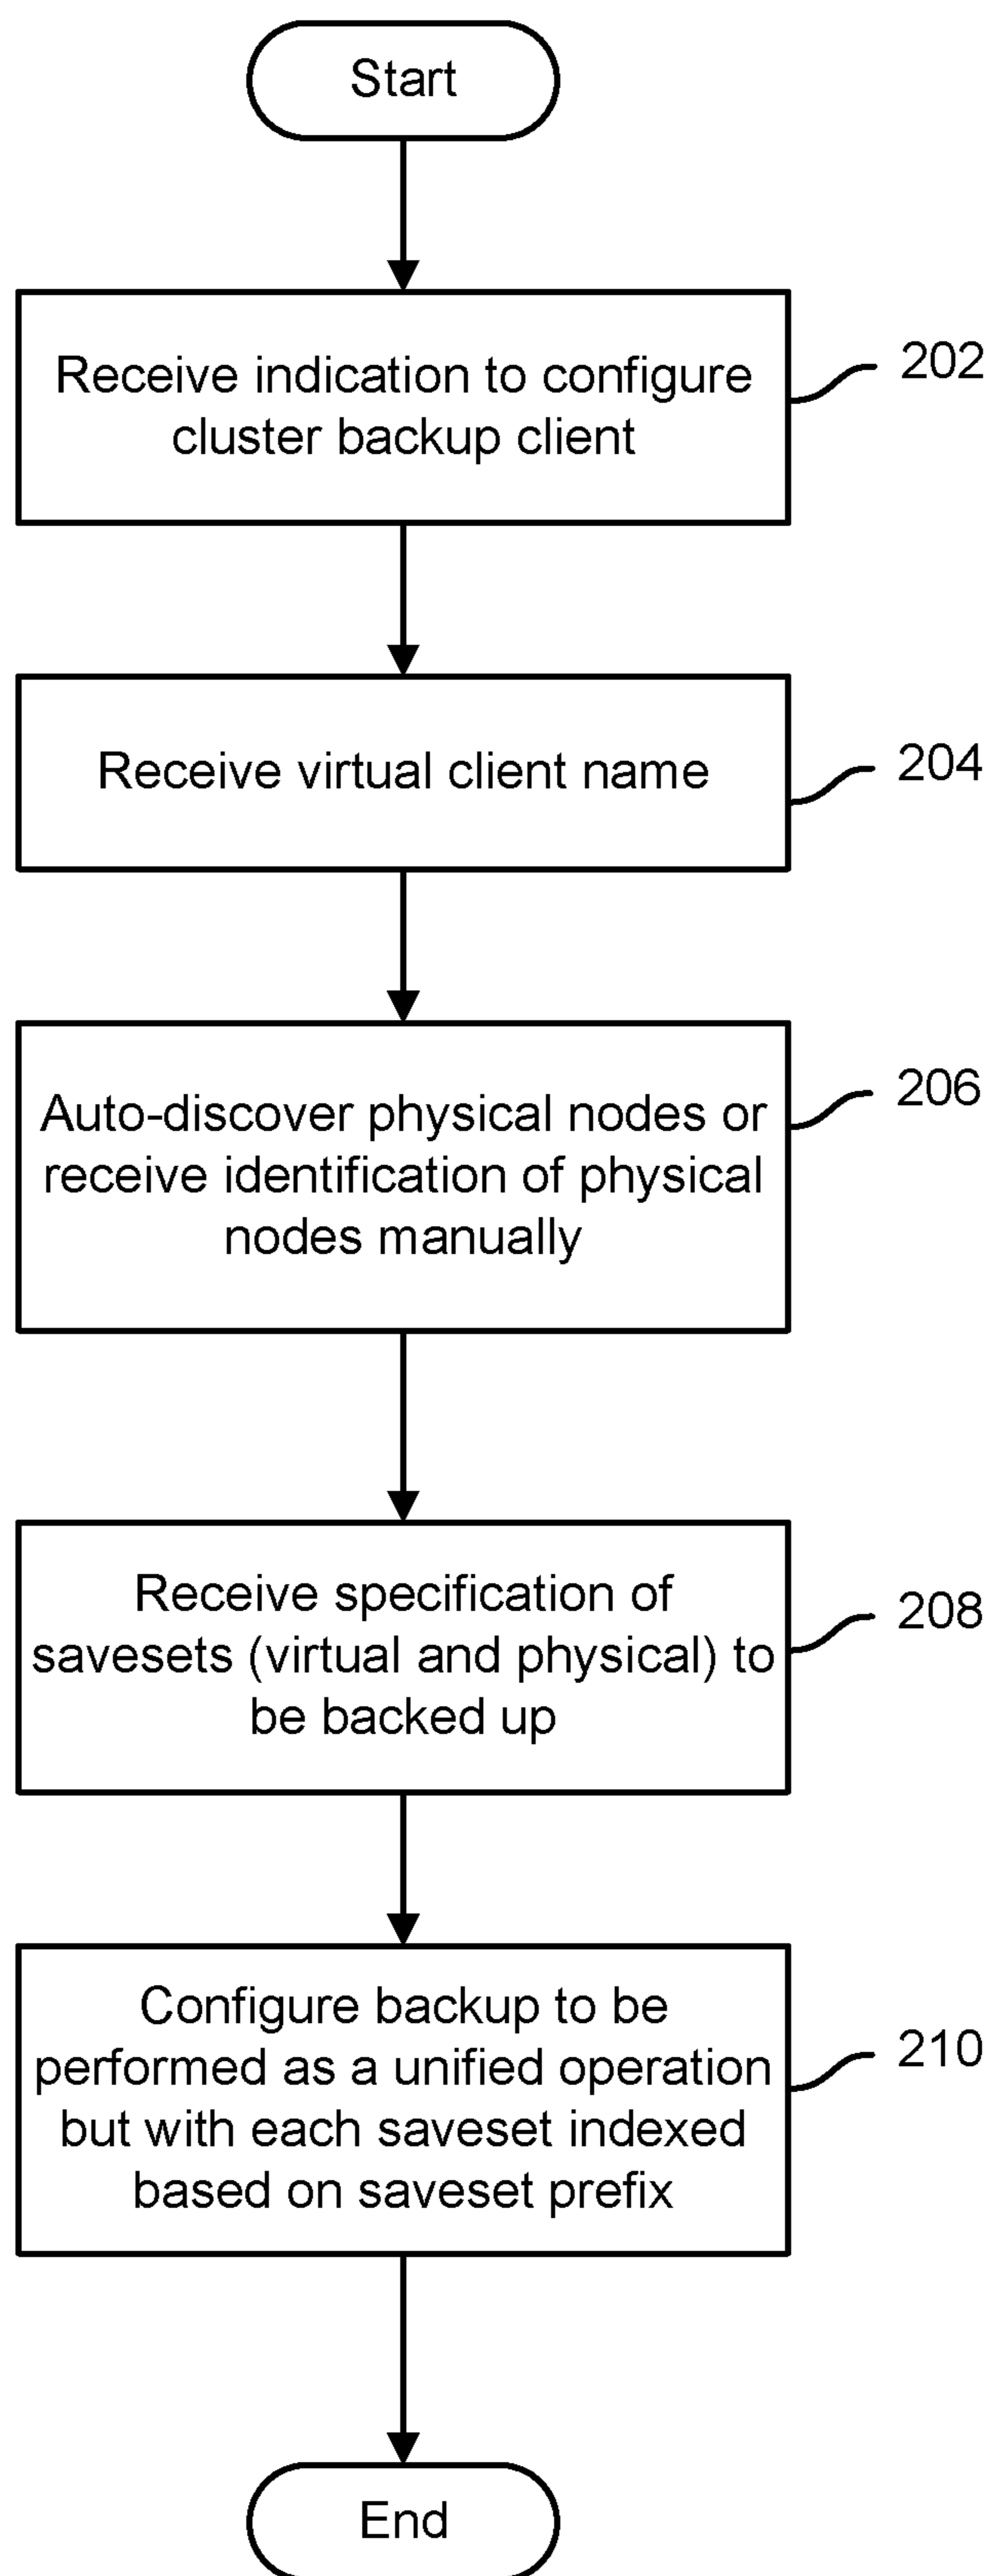 Start
Receive indication to configure
cluster backup client
202
Receive virtual client name
204
Auto-discover physical nodes or
receive identification of physical
nodes manually
206
Receive specification of
savesets (virtual and physical) to
be backed up
208
Configure backup to be
performed as a unified operation
but with each saveset indexed
based on saveset prefix
210
End